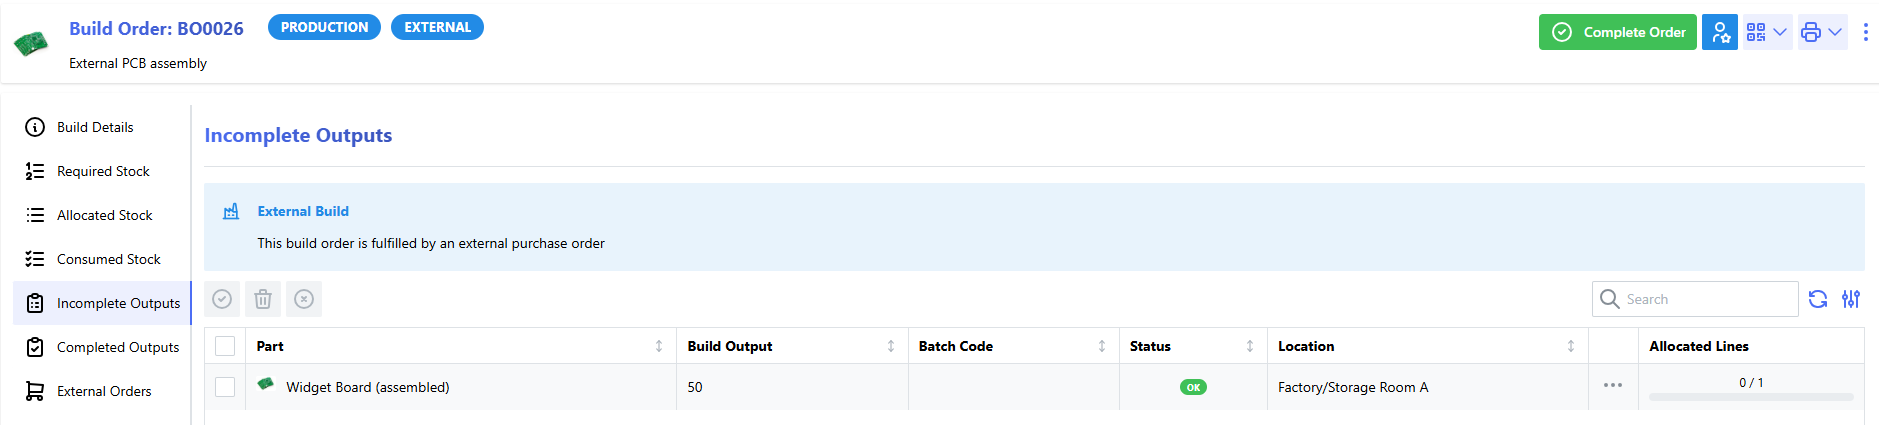 Build Order: BO0026 PRODUCTION EXTERNAL
External PCB assembly
Complete Order
Build Details
Required Stock
Allocated Stock
Consumed Stock
Incomplete Outputs
Completed Outputs
External Orders
Incomplete Outputs
External Build
This build order is fulfilled by an external purchase order
Search
Part Build Output Batch Code Status Location Allocated Lines
Widget Board (assembled) 50 OK Factory/Storage Room A 0 / 1